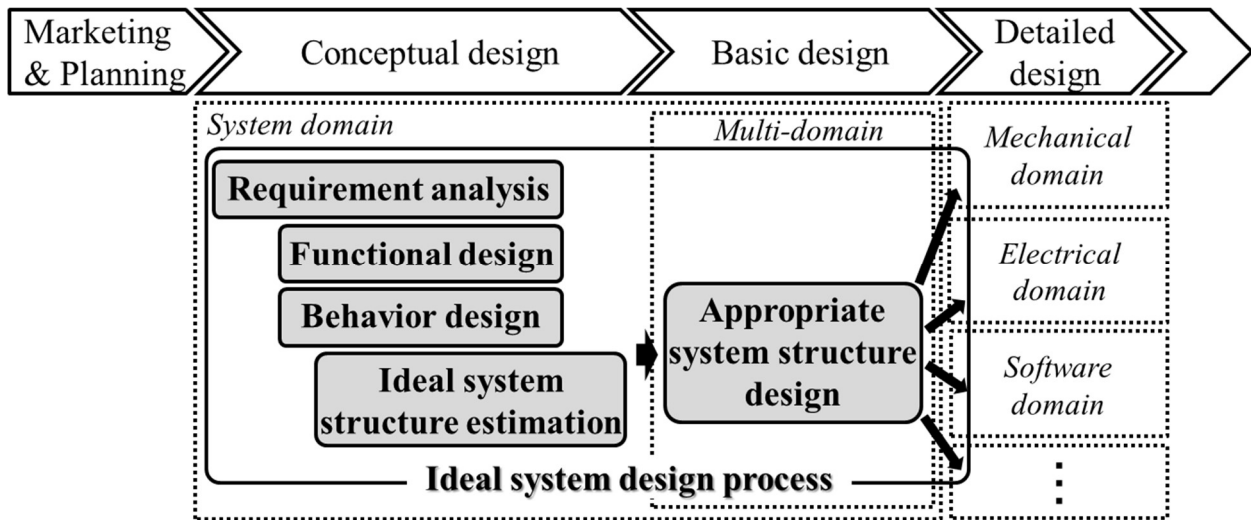 Marketing
& Planning
Conceptual design
Basic design
Detailed
design
System domain
Multi-domain
Requirement analysis
Functional design
Behavior design
Ideal system
structure estimation
Appropriate
system structure
design
Mechanical
domain
Electrical
domain
Software
domain
⋮
Ideal system design process